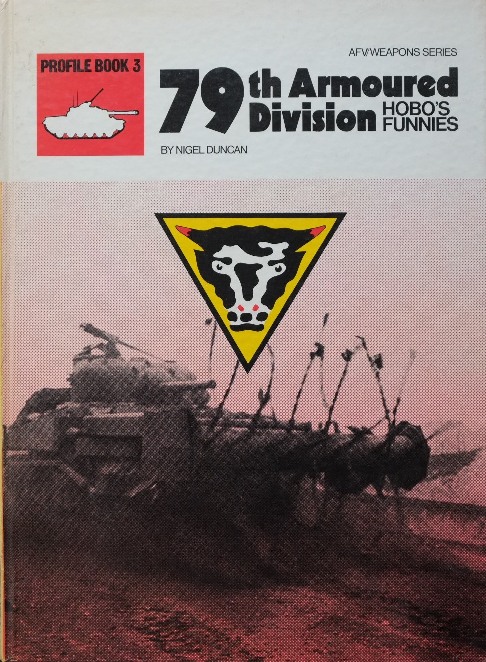 AFV/WEAPONS SERIES
PROFILE BOOK 3
79th Armoured
Division HOBO'S
FUNNIES
BY NIGEL DUNCAN